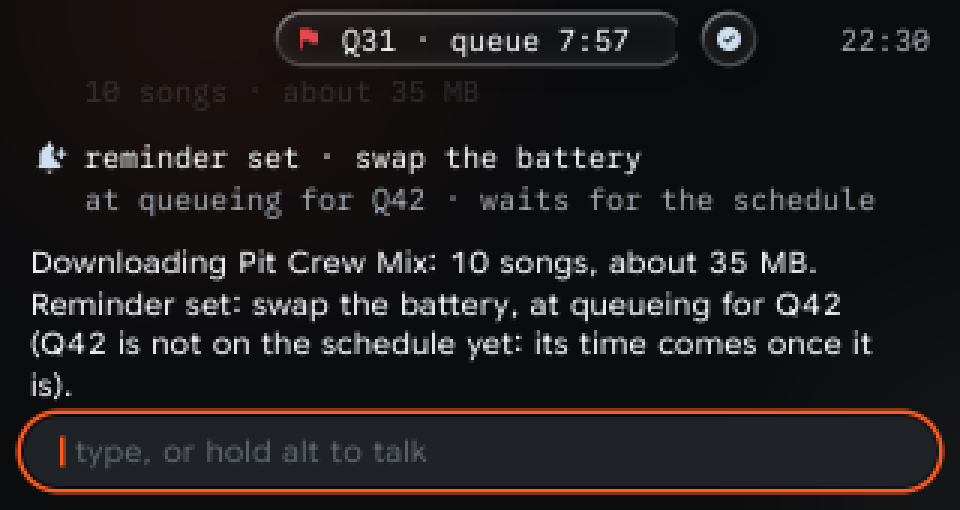 Q31 · queue 7:57
22:30
10 songs · about 35 MB
reminder set · swap the battery
at queueing for Q42 · waits for the schedule
Downloading Pit Crew Mix: 10 songs, about 35 MB.
Reminder set: swap the battery, at queueing for Q42
(Q42 is not on the schedule yet: its time comes once it
is).
type, or hold alt to talk